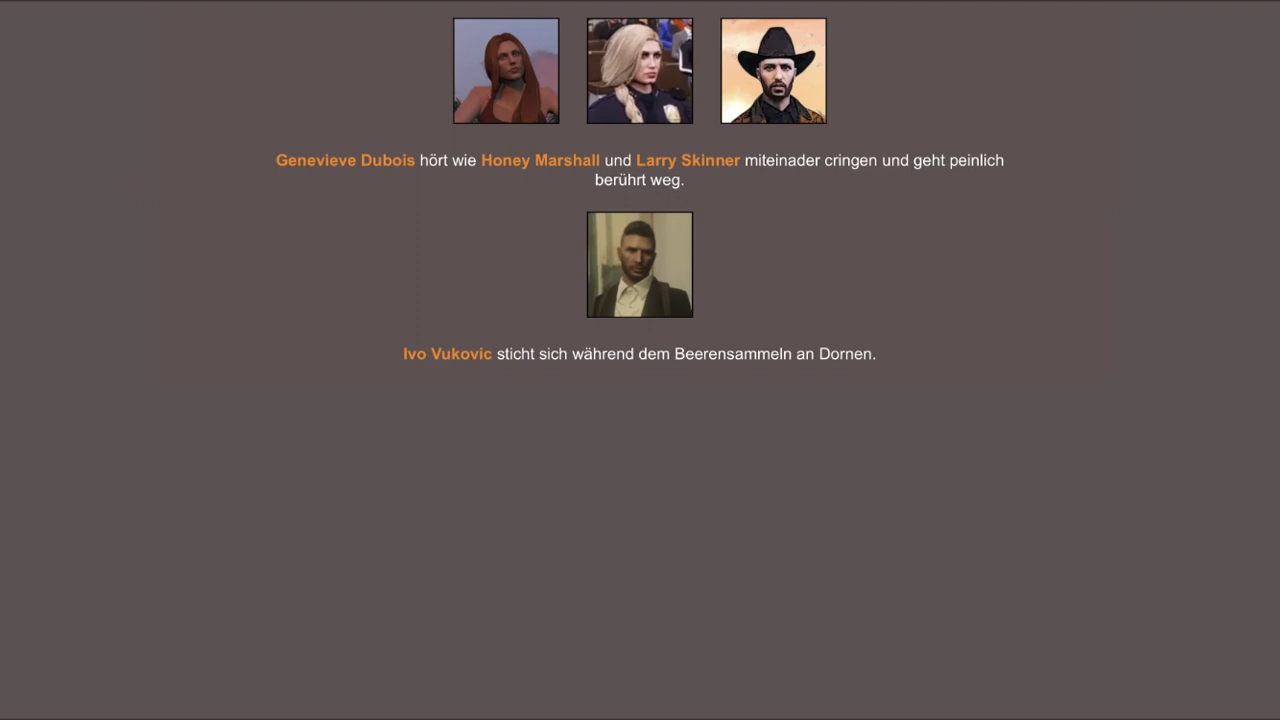 Genevieve Dubois hört wie Honey Marshall und Larry Skinner miteinader cringen und geht peinlich
berührt weg.
Ivo Vukovic sticht sich während dem Beerensammeln an Dornen.